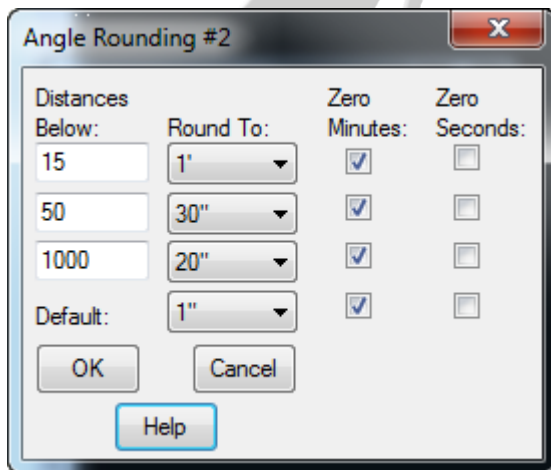 Angle Rounding #2
Distances Below: Round To: Zero Minutes: Zero Seconds:
15 1'
50 30"
1000 20"
Default: 1"
OK Cancel
Help